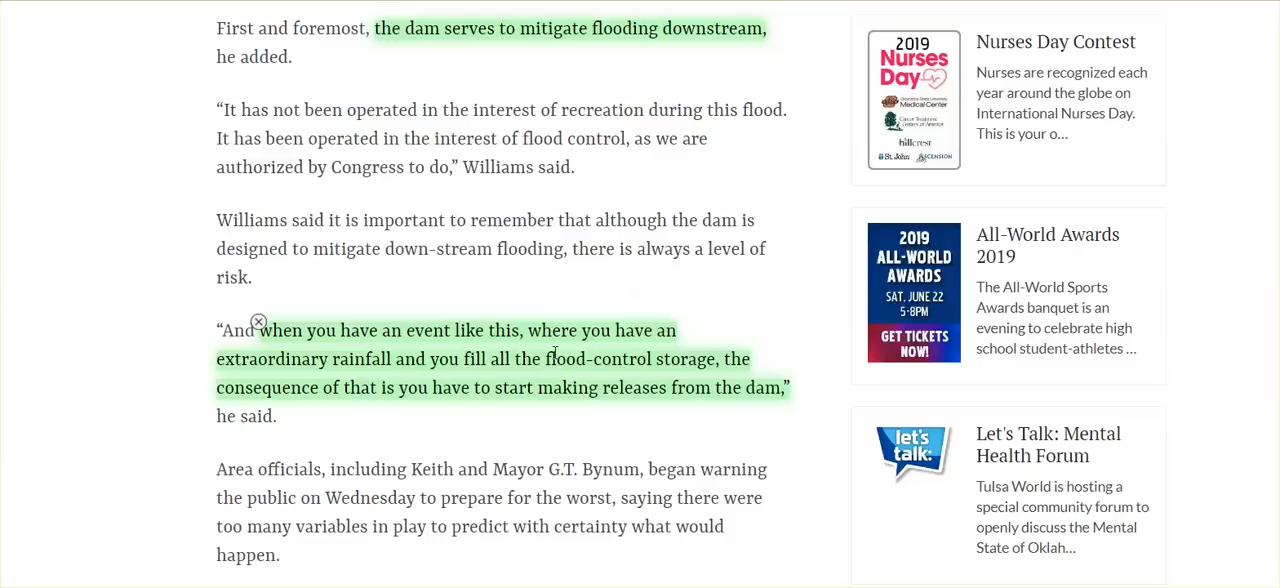 First and foremost, the dam serves to mitigate flooding downstream,
he added.
“It has not been operated in the interest of recreation during this flood.
It has been operated in the interest of flood control, as we are
authorized by Congress to do,” Williams said.
Williams said it is important to remember that although the dam is
designed to mitigate down-stream flooding, there is always a level of
risk.
“And when you have an event like this, where you have an
extraordinary rainfall and you fill all the flood-control storage, the
consequence of that is you have to start making releases from the dam,”
he said.
Area officials, including Keith and Mayor G.T. Bynum, began warning
the public on Wednesday to prepare for the worst, saying there were
too many variables in play to predict with certainty what would
happen.
2019
Nurses
Day
Medical Center
Cancer Treatment
Centers of America
hillcrest
St. John
ASCENSION
Nurses Day Contest
Nurses are recognized each
year around the globe on
International Nurses Day.
This is your o...
2019
ALL-WORLD
AWARDS
SAT, JUNE 22
5-8PM
GET TICKETS
NOW!
All-World Awards
2019
The All-World Sports
Awards banquet is an
evening to celebrate high
school student-athletes ...
let's
talk:
Let's Talk: Mental
Health Forum
Tulsa World is hosting a
special community forum to
openly discuss the Mental
State of Oklah...